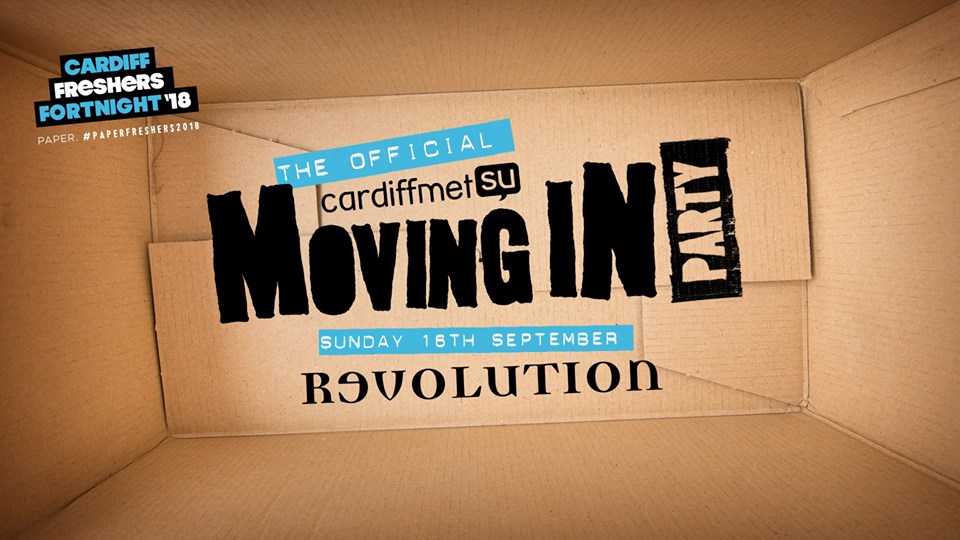 CARDIFF
FRESHERS
FORTNIGHT '18
PAPER. #PAPERFRESHERS2018
THE OFFICIAL
cardiffmet su
MOVING IN PARTY
SUNDAY 16TH SEPTEMBER
REVOLUTION